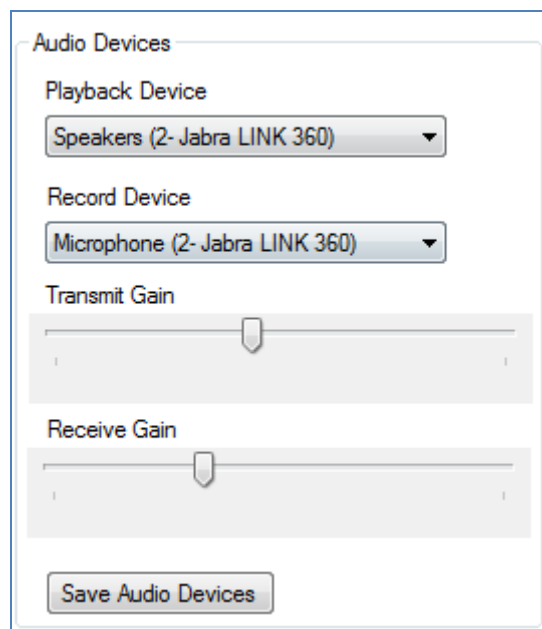 Audio Devices
Playback Device
Speakers (2- Jabra LINK 360)
Record Device
Microphone (2- Jabra LINK 360)
Transmit Gain
Receive Gain
Save Audio Devices